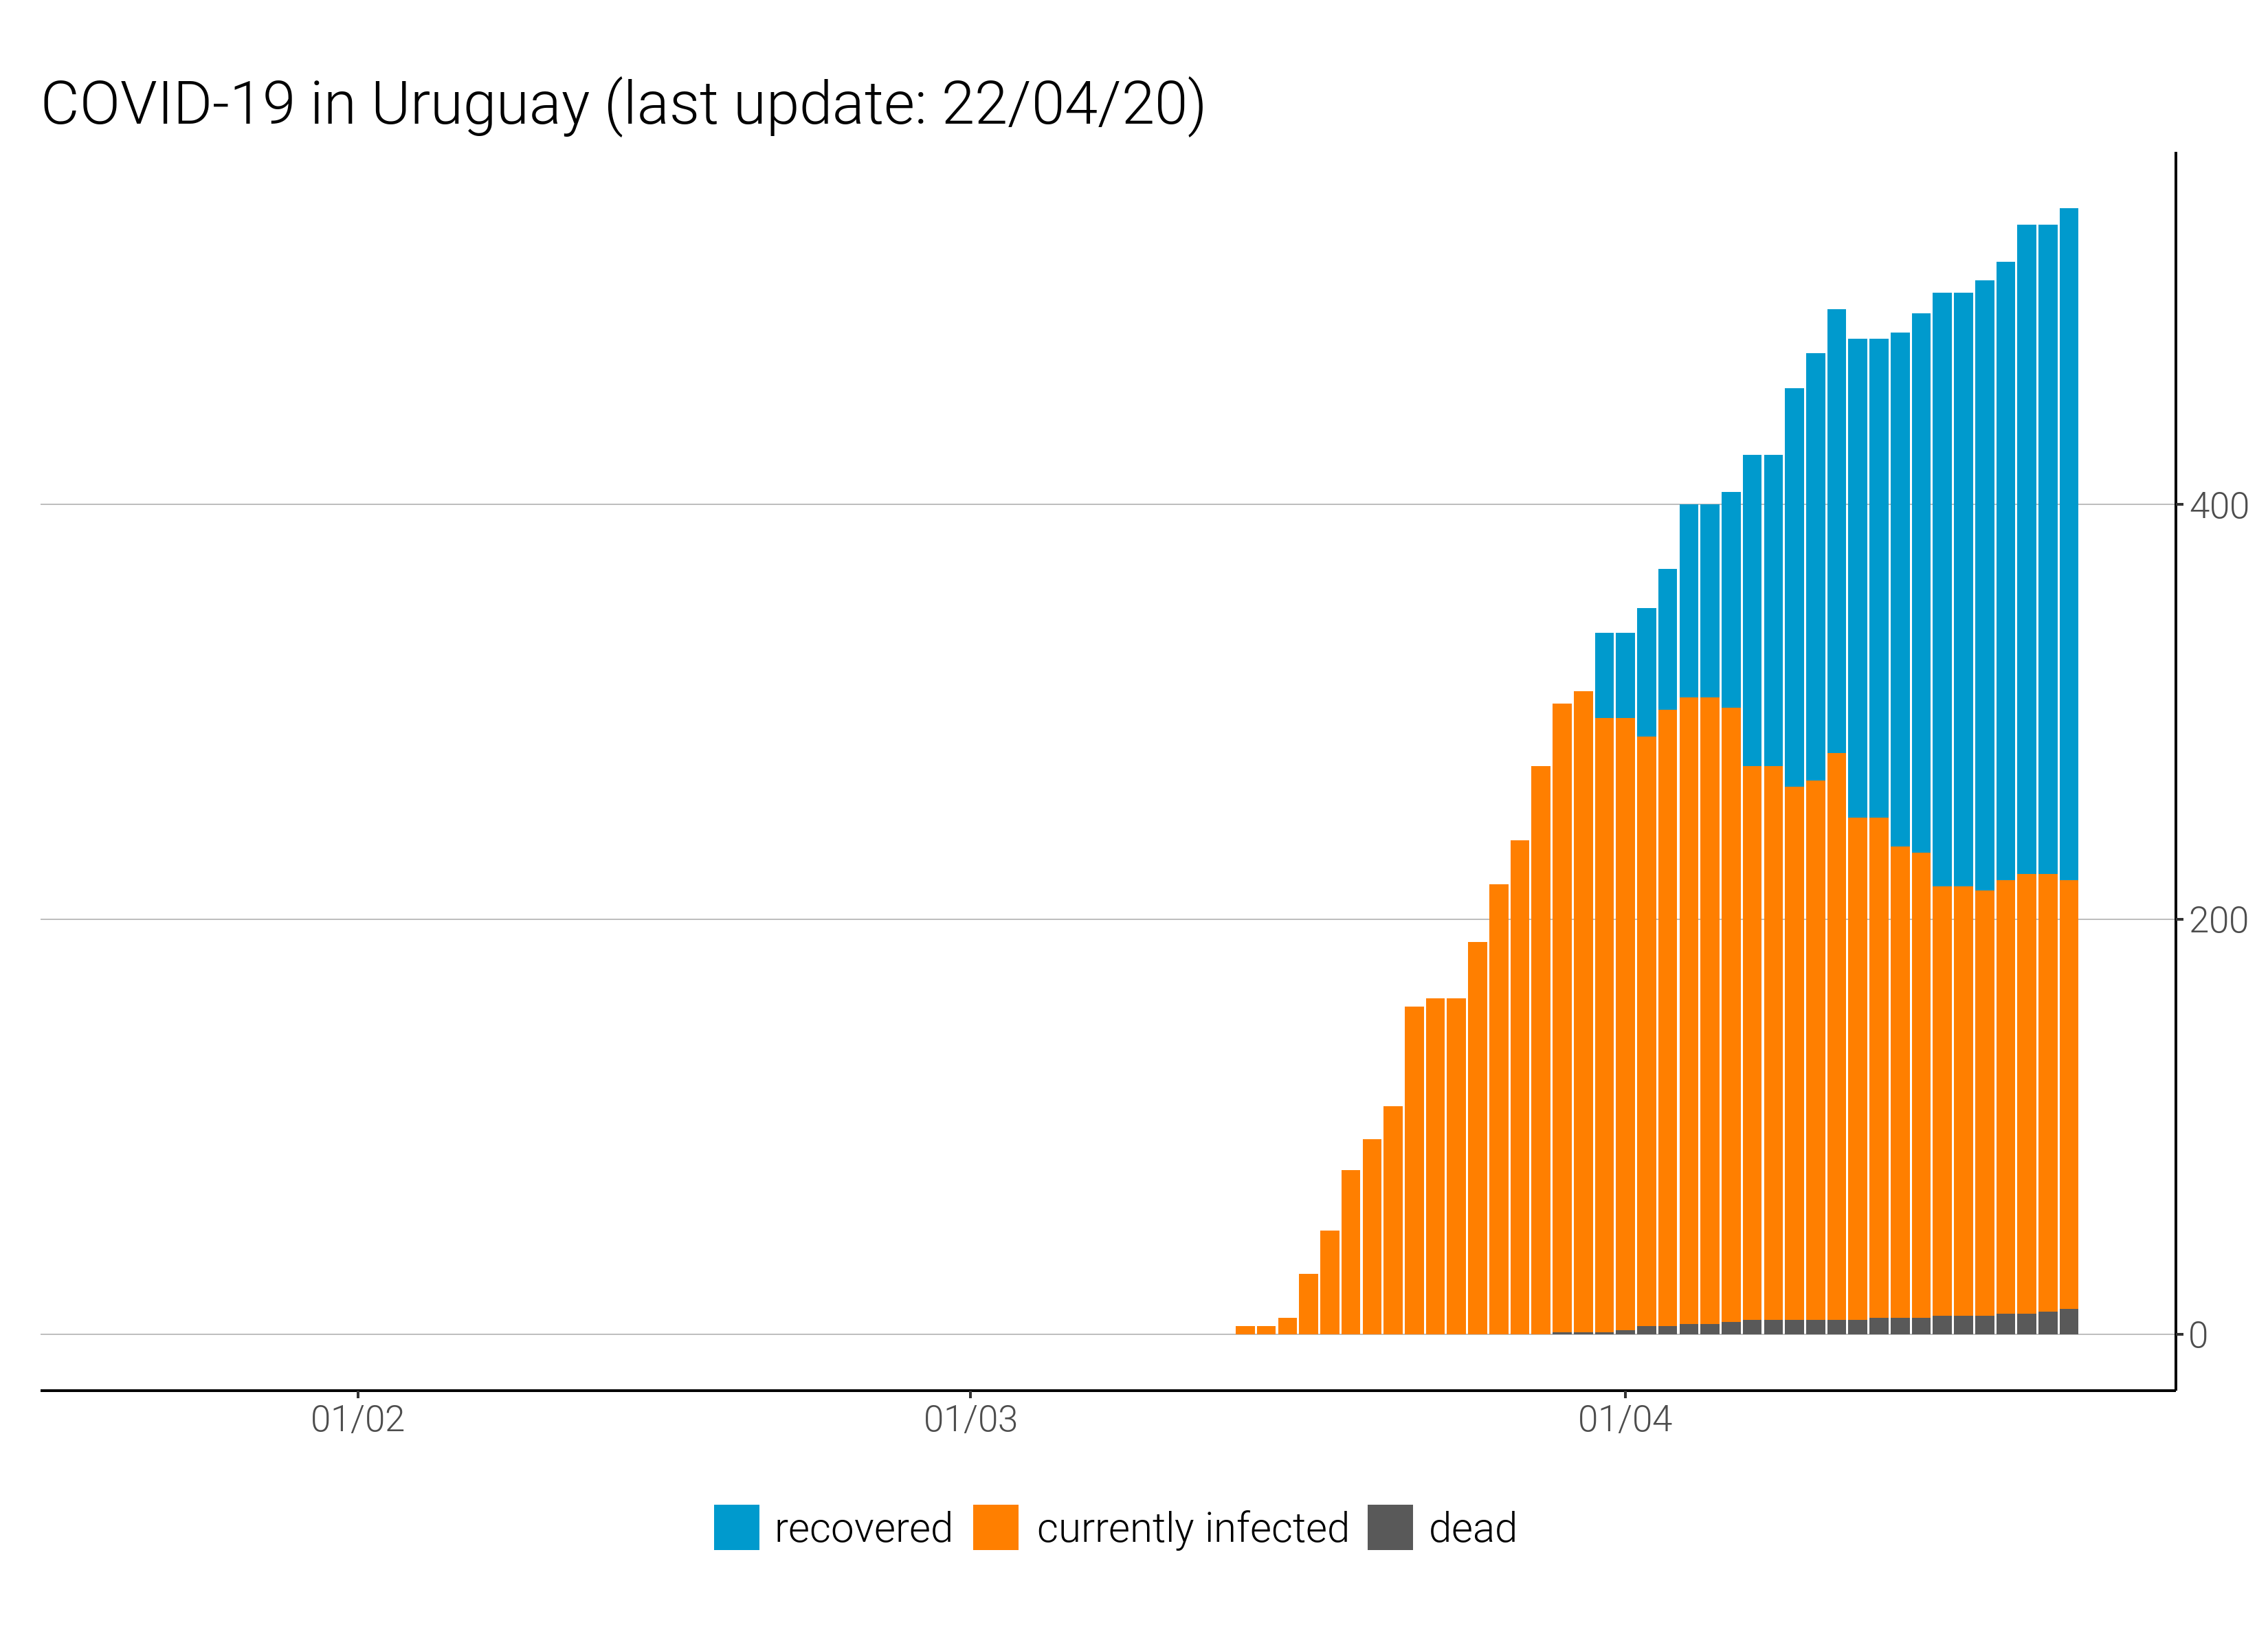 COVID-19 in Uruguay (last update: 22/04/20)
400
200
0
01/02 01/03 01/04
recovered currently infected dead